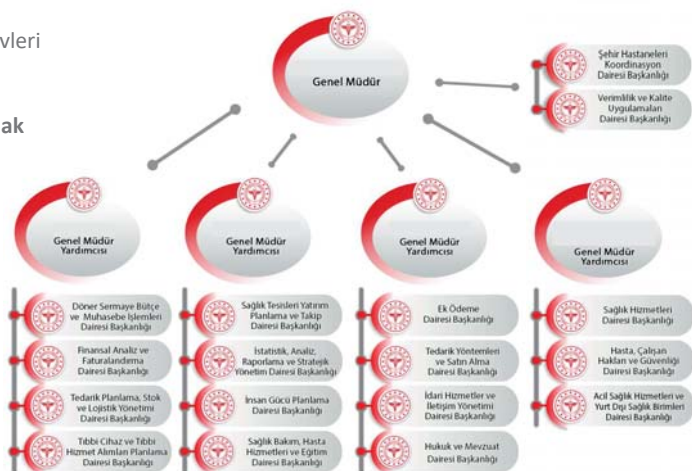 vleri
ak
Genel Müdür
Şehir Hastaneleri
Koordinasyon
Dairesi Başkanlığı
Verimlilik ve Kalite
Uygulamaları
Dairesi Başkanlığı
Genel Müdür
Yardımcısı
Döner Sermaye Bütçe
ve Muhasebe İşlemleri
Dairesi Başkanlığı
Finansal Analiz ve
Faturalandırma
Dairesi Başkanlığı
Tedarik Planlama, Stok
ve Lojistik Yönetimi
Dairesi Başkanlığı
Tıbbi Cihaz ve Tıbbi
Hizmet Alımları Planlama
Dairesi Başkanlığı
Genel Müdür
Yardımcısı
Sağlık Tesisleri Yatırım
Planlama ve Takip
Dairesi Başkanlığı
İstatistik, Analiz,
Raporlama ve Stratejik
Yönetim Dairesi Başkanlığı
İnsan Gücü Planlama
Dairesi Başkanlığı
Sağlık Bakım, Hasta
Hizmetleri ve Eğitim
Dairesi Başkanlığı
Genel Müdür
Yardımcısı
Ek Ödeme
Dairesi Başkanlığı
Tedarik Yöntemleri
ve Satın Alma
Dairesi Başkanlığı
İdari Hizmetler ve
İletişim Yönetimi
Dairesi Başkanlığı
Hukuk ve Mevzuat
Dairesi Başkanlığı
Genel Müdür
Yardımcısı
Sağlık Hizmetleri
Dairesi Başkanlığı
Hasta, Çalışan
Hakları ve Güvenliği
Dairesi Başkanlığı
Acil Sağlık Hizmetleri ve
Yurt Dışı Sağlık Birimleri
Dairesi Başkanlığı